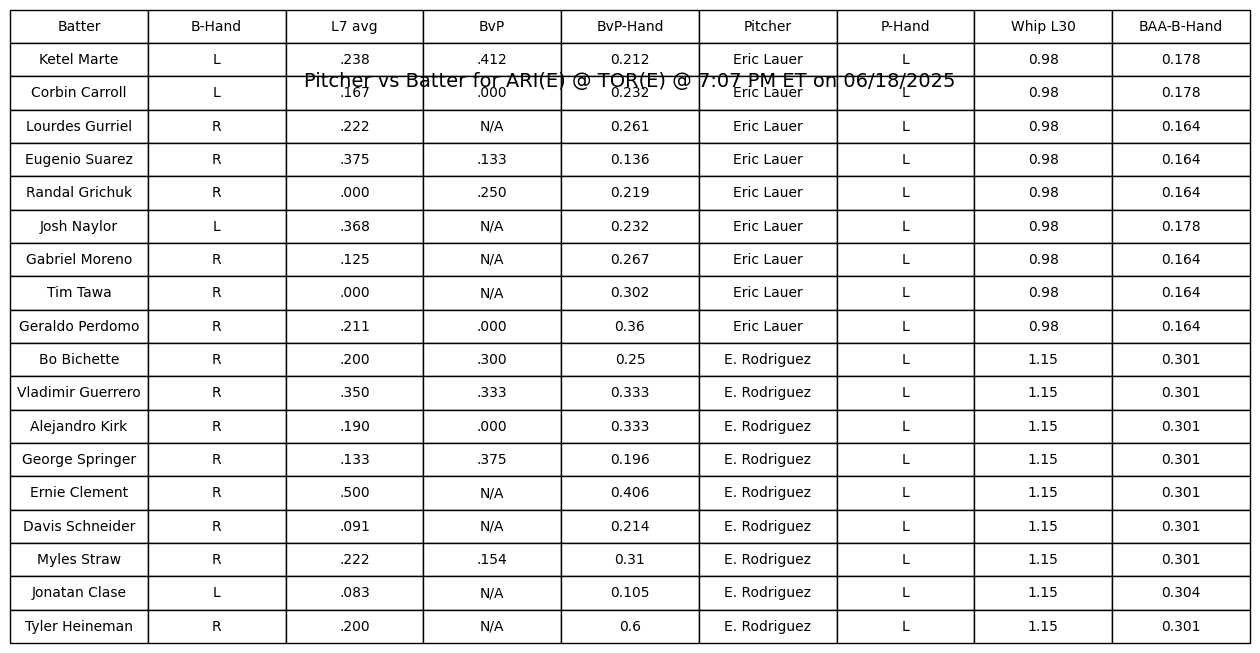 Batter B-Hand L7 avg BvP BvP-Hand Pitcher P-Hand Whip L30 BAA-B-Hand
Ketel Marte L .238 .412 0.212 Eric Lauer L 0.98 0.178
Pitcher vs Batter for ARI(E) @ TOR(E) @ 7:07 PM ET on 06/18/2025
Corbin Carroll L .167 .000 0.232 Eric Lauer L 0.98 0.178
Lourdes Gurriel R .222 N/A 0.261 Eric Lauer L 0.98 0.164
Eugenio Suarez R .375 .133 0.136 Eric Lauer L 0.98 0.164
Randal Grichuk R .000 .250 0.219 Eric Lauer L 0.98 0.164
Josh Naylor L .368 N/A 0.232 Eric Lauer L 0.98 0.178
Gabriel Moreno R .125 N/A 0.267 Eric Lauer L 0.98 0.164
Tim Tawa R .000 N/A 0.302 Eric Lauer L 0.98 0.164
Geraldo Perdomo R .211 .000 0.36 Eric Lauer L 0.98 0.164
Bo Bichette R .200 .300 0.25 E. Rodriguez L 1.15 0.301
Vladimir Guerrero R .350 .333 0.333 E. Rodriguez L 1.15 0.301
Alejandro Kirk R .190 .000 0.333 E. Rodriguez L 1.15 0.301
George Springer R .133 .375 0.196 E. Rodriguez L 1.15 0.301
Ernie Clement R .500 N/A 0.406 E. Rodriguez L 1.15 0.301
Davis Schneider R .091 N/A 0.214 E. Rodriguez L 1.15 0.301
Myles Straw R .222 .154 0.31 E. Rodriguez L 1.15 0.301
Jonatan Clase L .083 N/A 0.105 E. Rodriguez L 1.15 0.304
Tyler Heineman R .200 N/A 0.6 E. Rodriguez L 1.15 0.301